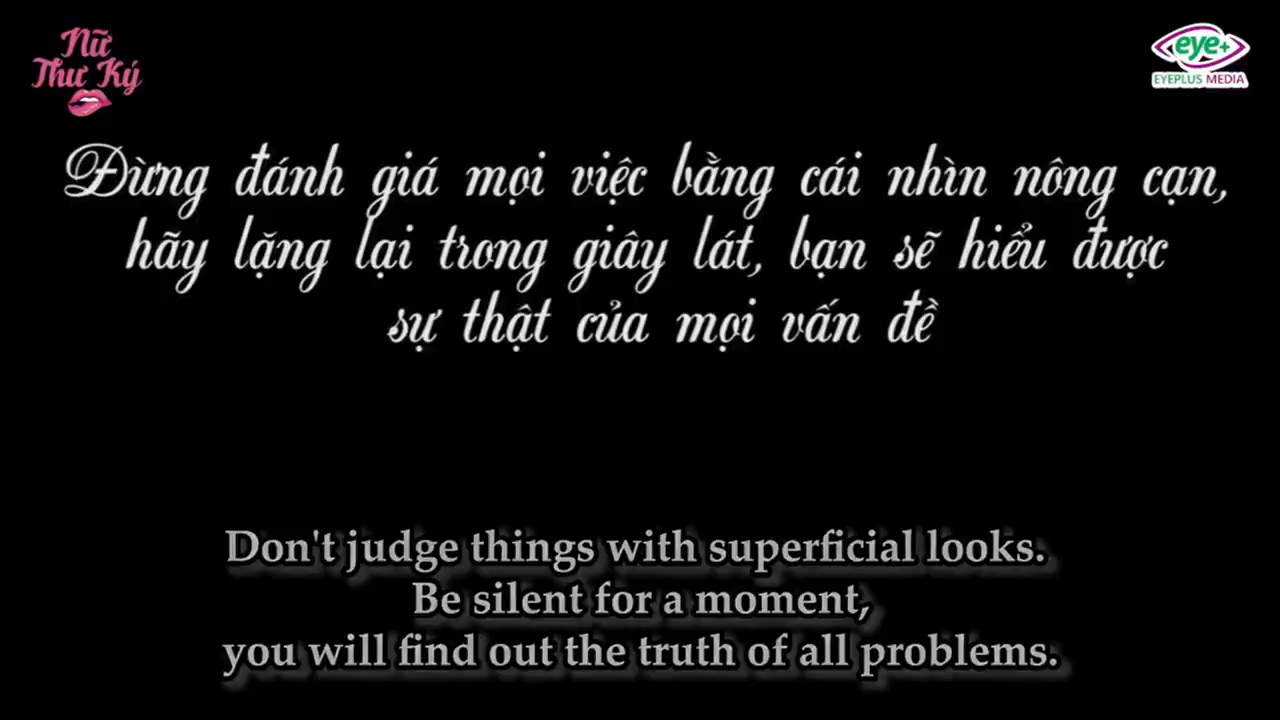 Nữ
Thư Ký
eye+
EYEPLUS MEDIA
Đừng đánh giá mọi việc bằng cái nhìn nông cạn,
hãy lặng lại trong giây lát, bạn sẽ hiểu được
sự thật của mọi vấn đề
Don't judge things with superficial looks.
Be silent for a moment,
you will find out the truth of all problems.